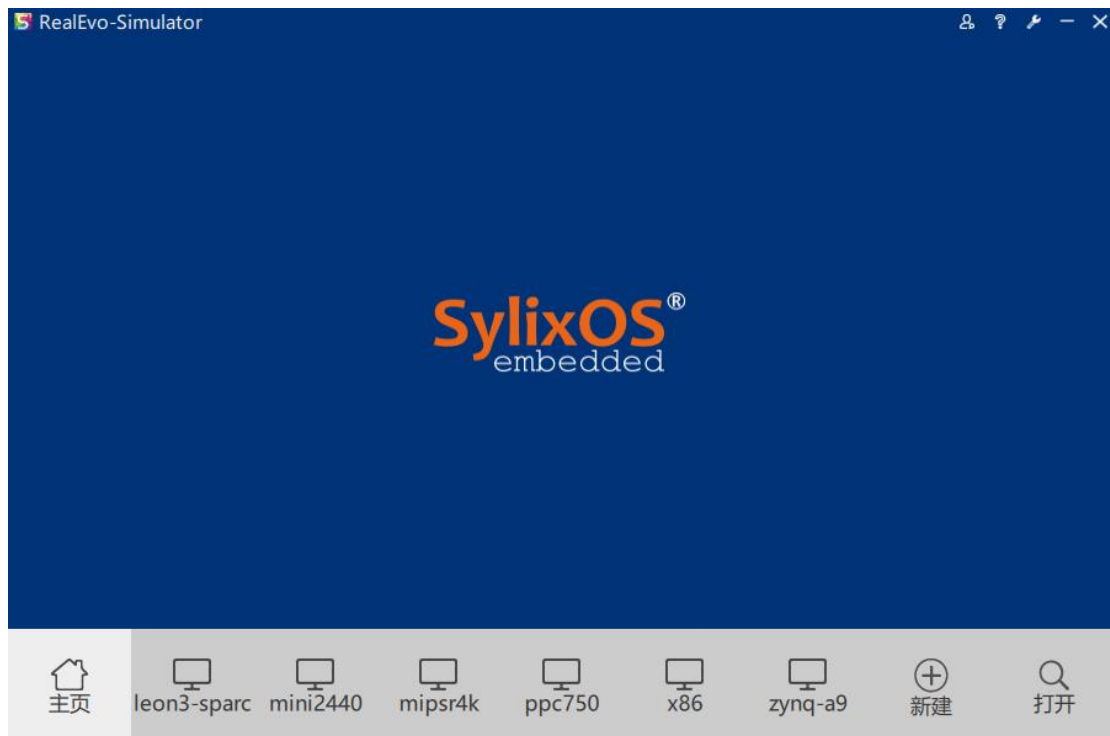 RealEvo-Simulator
SylixOS®
embedded
主页
leon3-sparc
mini2440
mipsr4k
ppc750
x86
zynq-a9
新建
打开